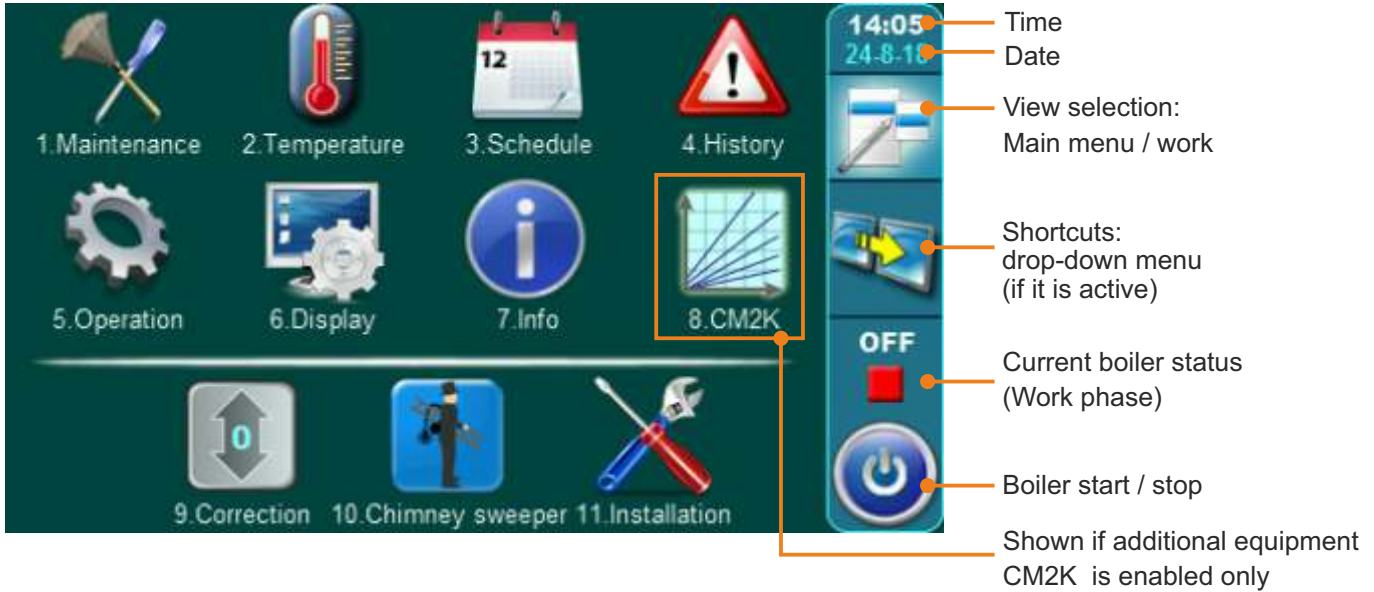 14:05
24-8-18
Time
Date
12
1.Maintenance
2.Temperature
3.Schedule
4.History
View selection:
Main menu / work
5.Operation
6.Display
7.Info
8.CM2K
Shortcuts:
drop-down menu
(if it is active)
OFF
Current boiler status
(Work phase)
0
9.Correction
10.Chimney sweeper
11.Installation
Boiler start / stop
Shown if additional equipment
CM2K is enabled only